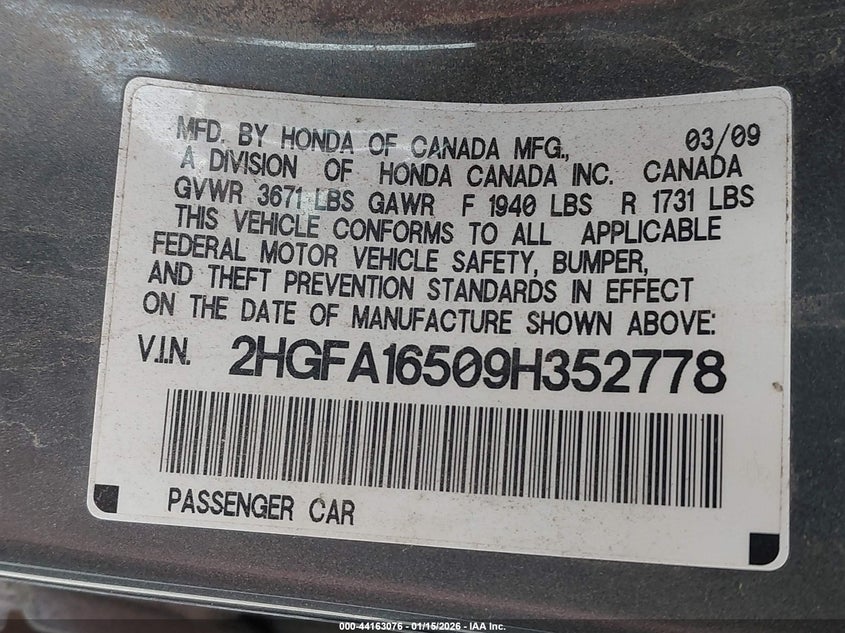 MFD. BY HONDA OF CANADA MFG., 03/09
A DIVISION OF HONDA CANADA INC. CANADA
GVWR 3671 LBS GAWR F 1940 LBS R 1731 LBS
THIS VEHICLE CONFORMS TO ALL APPLICABLE
FEDERAL MOTOR VEHICLE SAFETY, BUMPER,
AND THEFT PREVENTION STANDARDS IN EFFECT
ON THE DATE OF MANUFACTURE SHOWN ABOVE:
V.I.N. 2HGFA16509H352778
PASSENGER CAR
000-44163076 - 01/15/2026 - IAA Inc.